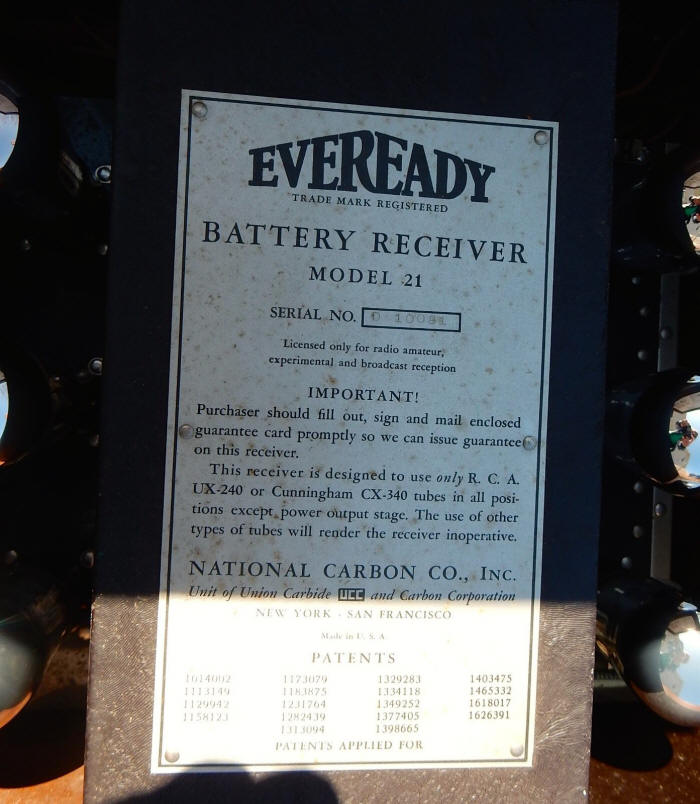 EVEREADY
TRADE MARK REGISTERED
BATTERY RECEIVER
MODEL 21
SERIAL NO.
Licensed only for radio amateur,
experimental and broadcast reception
IMPORTANT!
Purchaser should fill out, sign and mail enclosed
guarantee card promptly so we can issue guarantee
on this receiver.
This receiver is designed to use only R. C. A.
UX-240 or Cunningham CX-340 tubes in all posi-
tions except power output stage. The use of other
types of tubes will render the receiver inoperative.
NATIONAL CARBON CO., INC.
Unit of Union Carbide UCC and Carbon Corporation
NEW YORK - SAN FRANCISCO
Made in U. S. A.
PATENTS
1014002 1173079 1329283 1403475
1113149 1183875 1334118 1465332
1129942 1231764 1349252 1618017
1158123 1282439 1377405 1626391
1313094 1398665
PATENTS APPLIED FOR